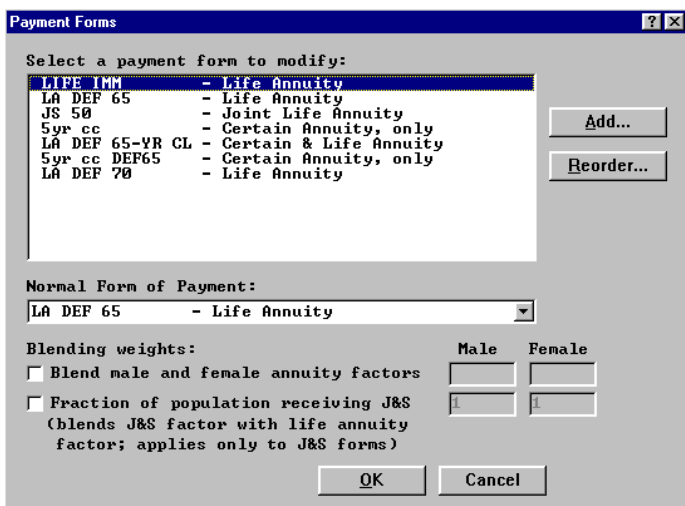 Payment Forms ? X
Select a payment form to modify:
LIFE IMM - Life Annuity
LA DEF 65 - Life Annuity
JS 50 - Joint Life Annuity
5yr cc - Certain Annuity, only
LA DEF 65-YR CL - Certain & Life Annuity
5yr cc DEF65 - Certain Annuity, only
LA DEF 70 - Life Annuity
Add...
Reorder...
Normal Form of Payment:
LA DEF 65 - Life Annuity
Blending weights: Male Female
Blend male and female annuity factors
Fraction of population receiving J&S 1 1
(blends J&S factor with life annuity
factor; applies only to J&S forms)
OK Cancel